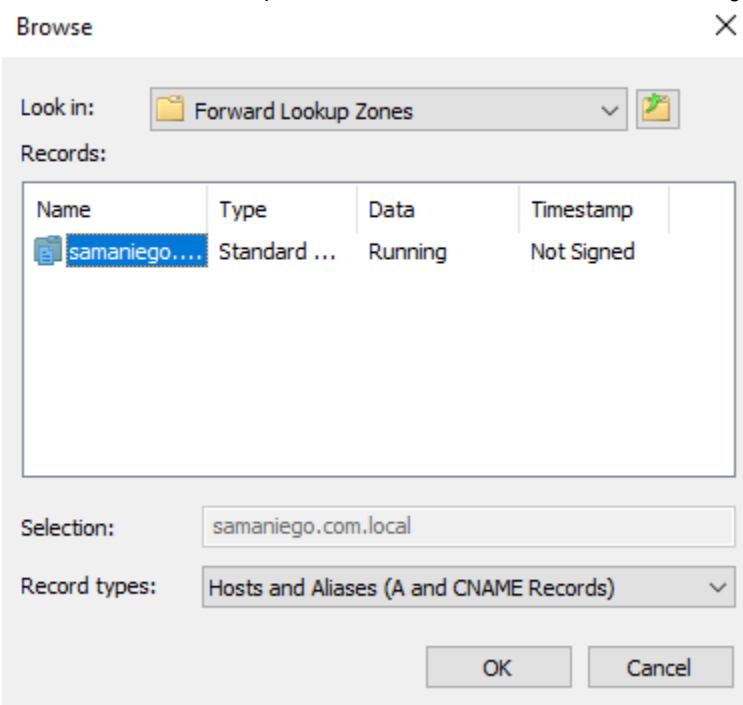 Browse
Look in: Forward Lookup Zones
Records:
Name Type Data Timestamp
samaniego.... Standard ... Running Not Signed
Selection: samaniego.com.local
Record types: Hosts and Aliases (A and CNAME Records)
OK Cancel